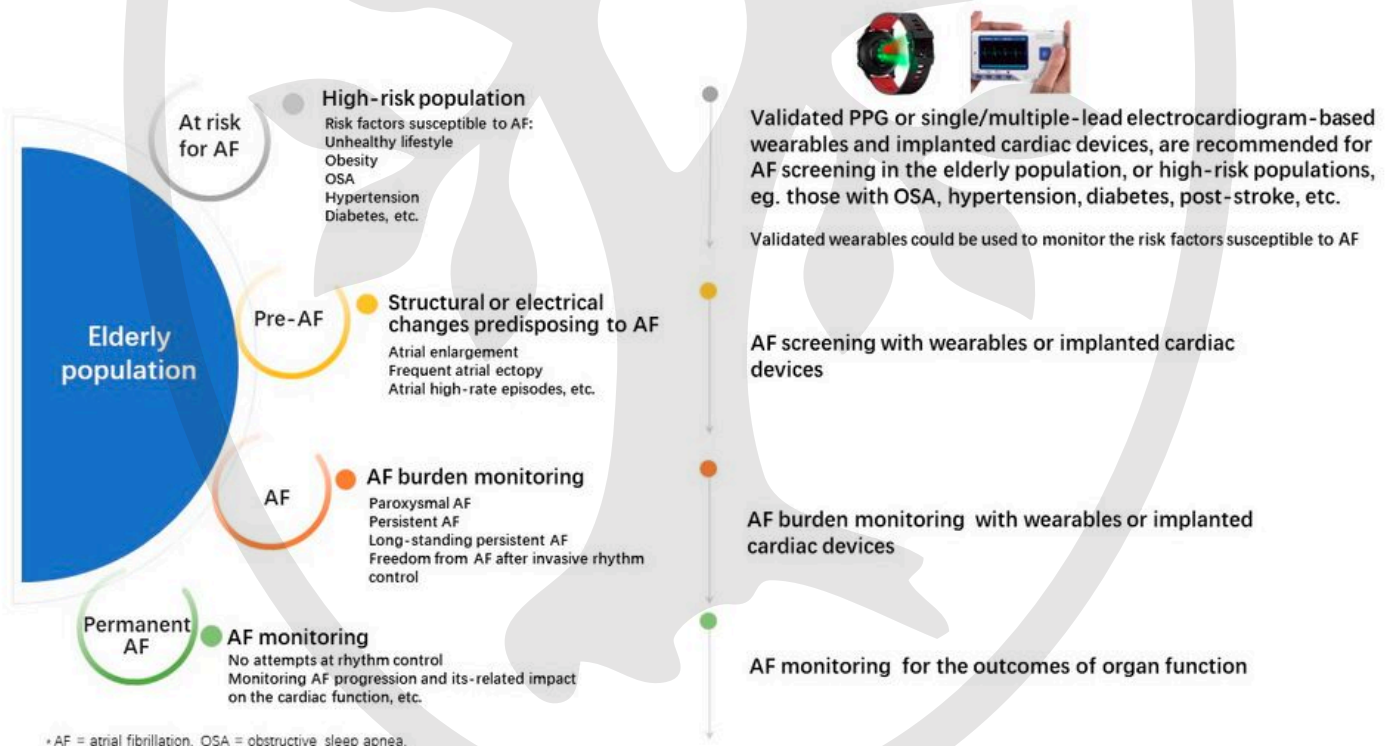 At risk
for AF
High-risk population
Risk factors susceptible to AF:
Unhealthy lifestyle
Obesity
OSA
Hypertension
Diabetes, etc.
Validated PPG or single/multiple-lead electrocardiogram-based
wearables and implanted cardiac devices, are recommended for
AF screening in the elderly population, or high-risk populations,
eg. those with OSA, hypertension, diabetes, post-stroke, etc.
Validated wearables could be used to monitor the risk factors susceptible to AF
Elderly
population
Pre-AF
Structural or electrical
changes predisposing to AF
Atrial enlargement
Frequent atrial ectopy
Atrial high-rate episodes, etc.
AF screening with wearables or implanted cardiac
devices
AF
AF burden monitoring
Paroxysmal AF
Persistent AF
Long-standing persistent AF
Freedom from AF after invasive rhythm
control
AF burden monitoring with wearables or implanted
cardiac devices
Permanent
AF
AF monitoring
No attempts at rhythm control
Monitoring AF progression and its-related impact
on the cardiac function, etc.
AF monitoring for the outcomes of organ function
* AF = atrial fibrillation, OSA = obstructive sleep apnea.